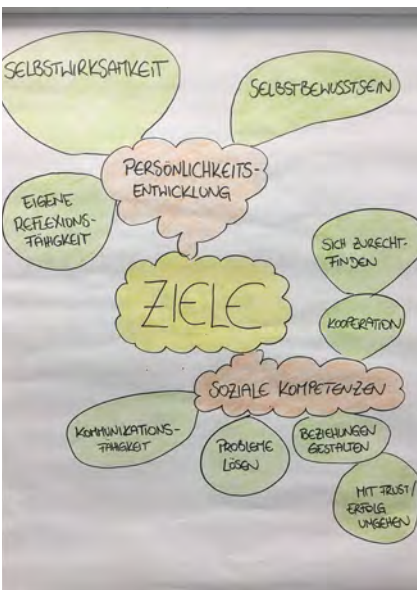 SELBSTWIRKSAMKEIT
SELBSTBEWUSSTSEIN
PERSÖNLICHKEITS-
ENTWICKLUNG
EIGENE
REFLEXIONS-
FÄHIGKEIT
SICH ZURECHT-
FINDEN
ZIELE
KOOPERATION
SOZIALE KOMPETENZEN
KOMMUNIKATIONS-
FÄHIGKEIT
PROBLEME
LÖSEN
BEZIEHUNGEN
GESTALTEN
MIT FRUST/
ERFOLG
UMGEHEN